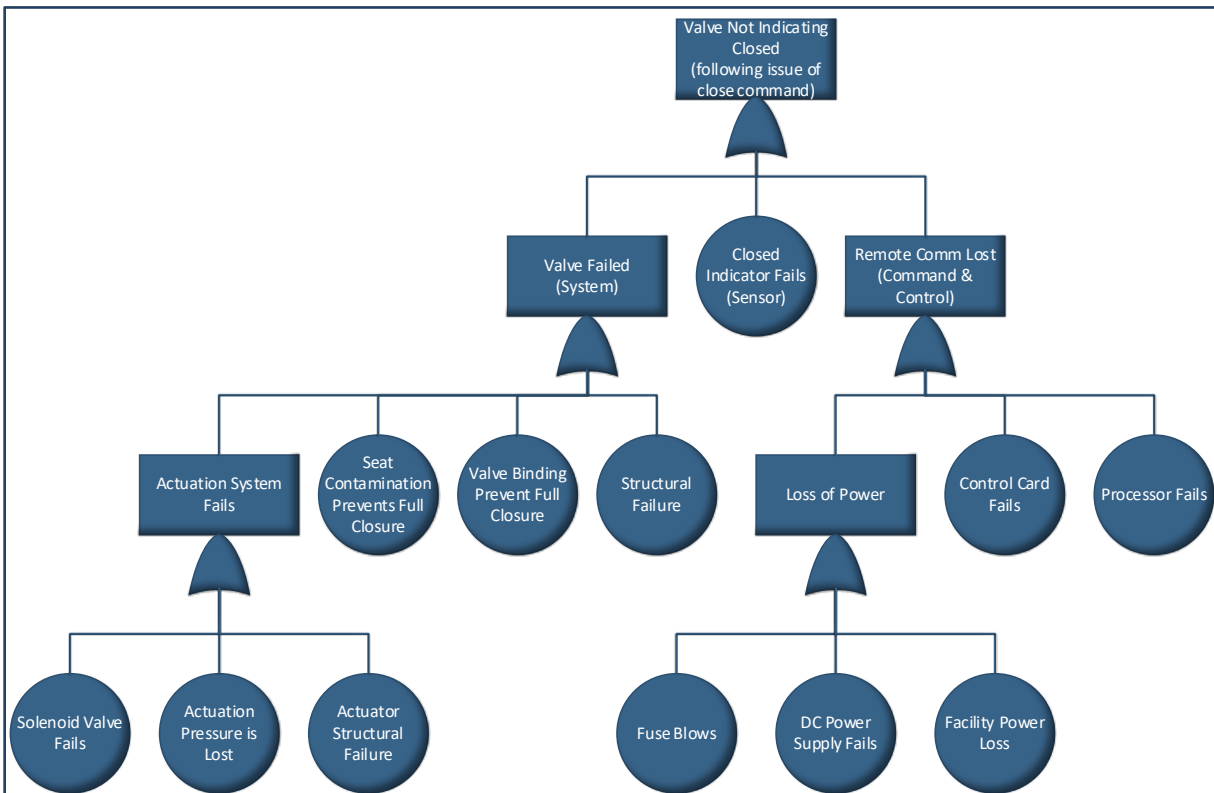 Valve Not Indicating
Closed
(following issue of
close command)
Valve Failed
(System)
Closed
Indicator Fails
(Sensor)
Remote Comm Lost
(Command &
Control)
Actuation System
Fails
Seat
Contamination
Prevents Full
Closure
Valve Binding
Prevent Full
Closure
Structural
Failure
Loss of Power
Control Card
Fails
Processor Fails
Solenoid Valve
Fails
Actuation
Pressure is
Lost
Actuator
Structural
Failure
Fuse Blows
DC Power
Supply Fails
Facility Power
Loss